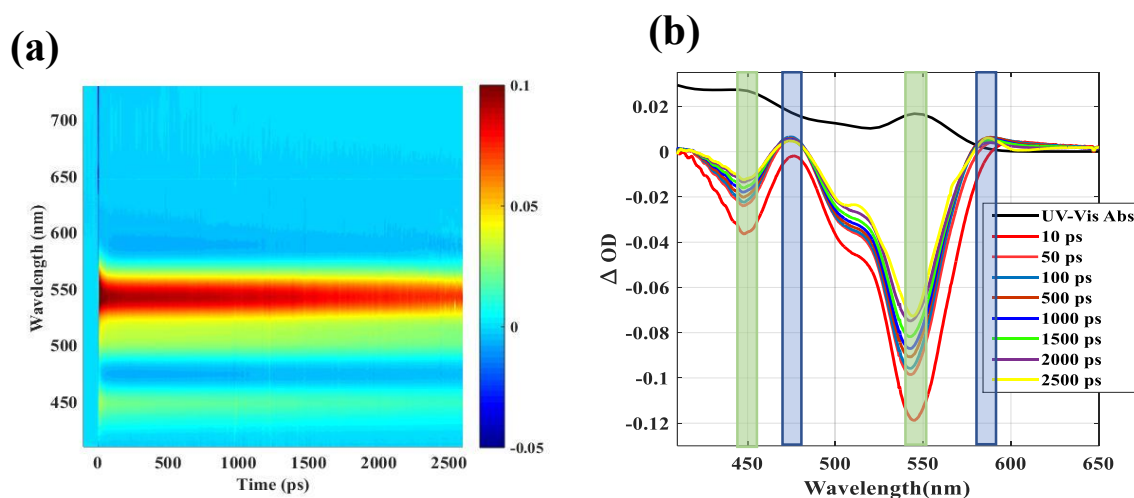 (a)
(b)
Wavelength (nm)
700
650
600
550
500
450
0
500
1000
1500
2000
2500
Time (ps)
0.1
0.05
0
-0.05
Δ OD
0.02
0
-0.02
-0.04
-0.06
-0.08
-0.1
-0.12
450
500
550
600
650
Wavelength(nm)
UV-Vis Abs
10 ps
50 ps
100 ps
500 ps
1000 ps
1500 ps
2000 ps
2500 ps